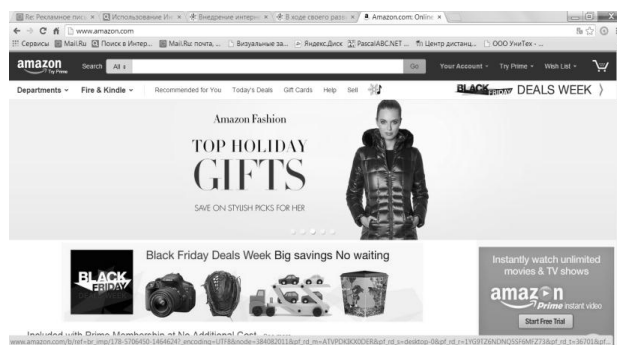 Re: Рекламное пис
Использование Ин
Внедрение интерн
В ходе своего разв
Amazon.com: Online
www.amazon.com
Сервисы Mail.Ru Поиск в Интер... Mail.Ru: почта, ... Визуальные за... Яндекс.Диск PascalABC.NET ... Центр дистанц... ООО УниТех - ...
amazon Try Prime Search All Go Your Account Try Prime Wish List
Departments Fire & Kindle Recommended for You Today's Deals Gift Cards Help Sell BLACK FRIDAY DEALS WEEK
Amazon Fashion
TOP HOLIDAY
GIFTS
SAVE ON STYLISH PICKS FOR HER
BLACK
FRIDAY
Black Friday Deals Week Big savings No waiting
Instantly watch unlimited
movies & TV shows
amazon
Prime instant video
Start Free Trial
Included with Prime Membership at No Additional Cost